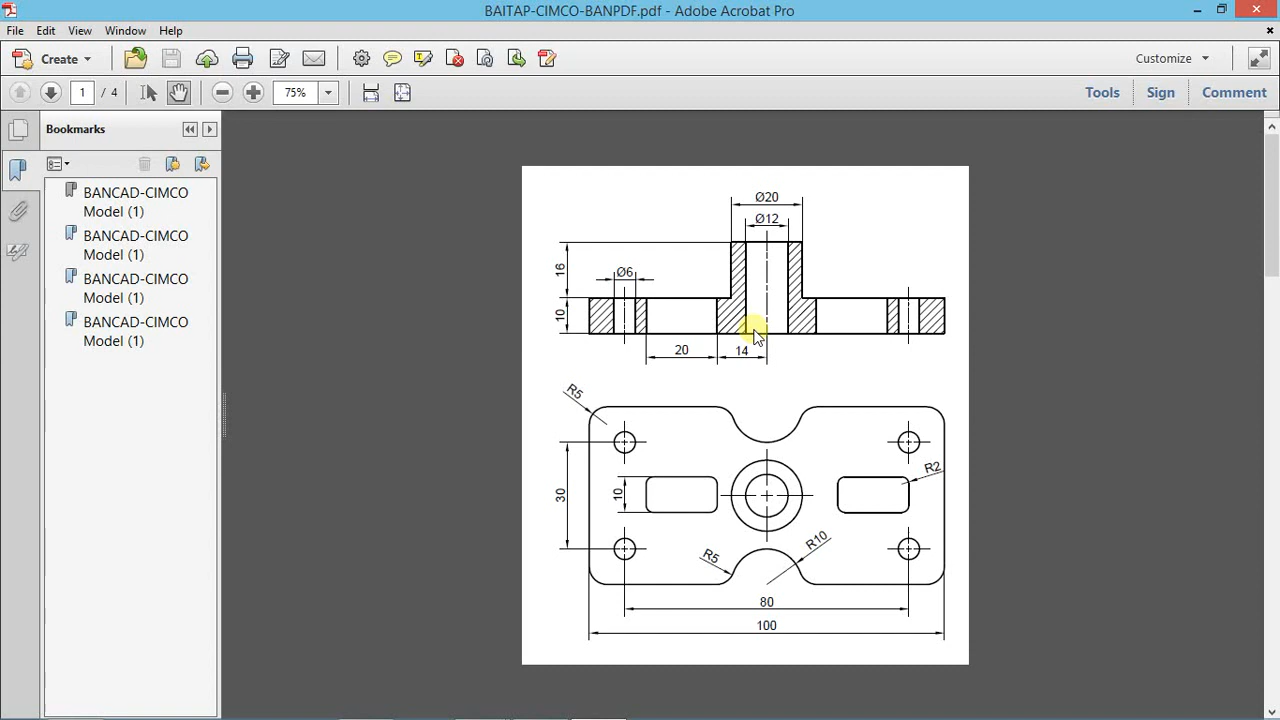 BAITAP-CIMCO-BANPDF.pdf - Adobe Acrobat Pro
File Edit View Window Help
Create Customize
1 / 4 75% Tools Sign Comment
Bookmarks
BANCAD-CIMCO
Model (1)
BANCAD-CIMCO
Model (1)
BANCAD-CIMCO
Model (1)
BANCAD-CIMCO
Model (1)
Ø20
Ø12
16
Ø6
10
20
14
R5
R2
30
10
R5
R10
80
100